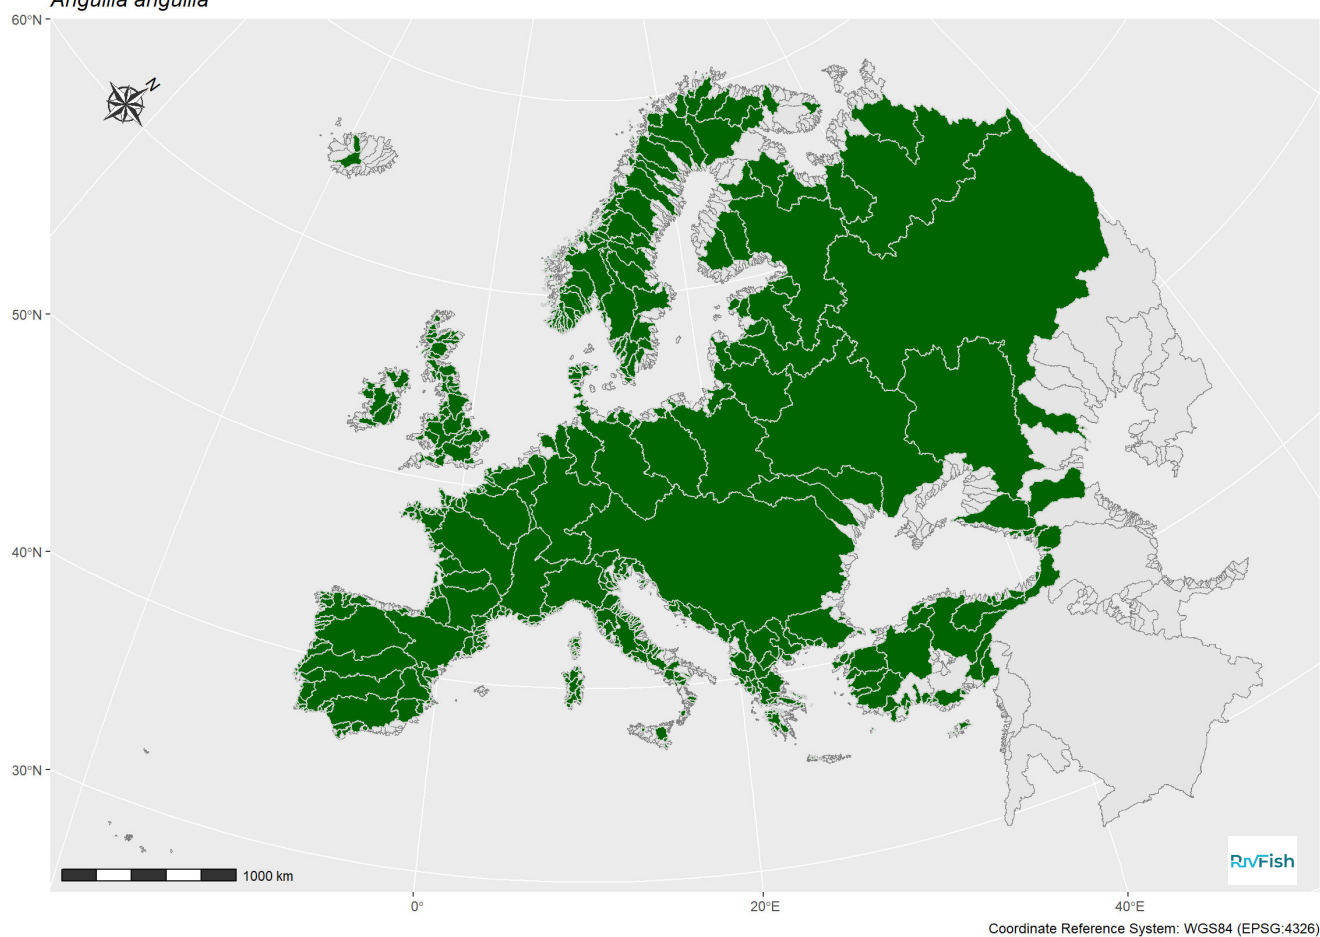 Anguilla anguilla
60°N
N
50°N
40°N
30°N
1000 km
RIVFish
0°
20°E
40°E
Coordinate Reference System: WGS84 (EPSG:4326)